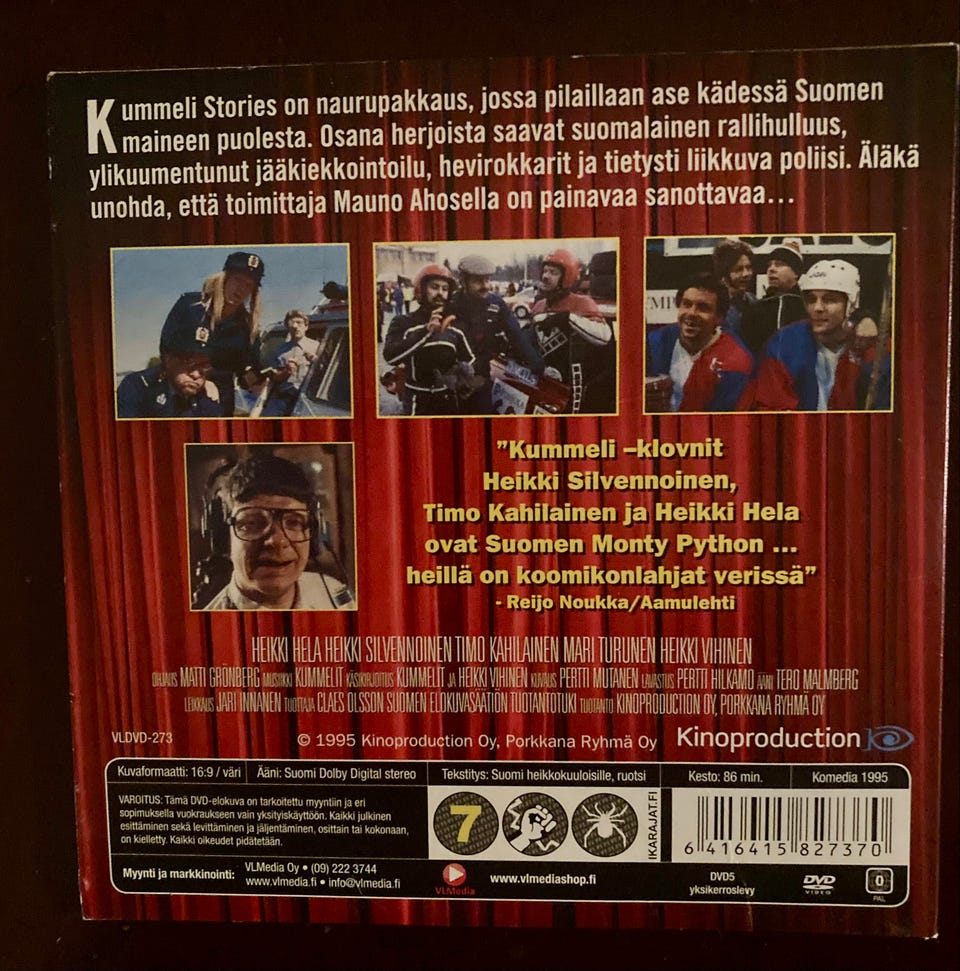 Kummeli Stories on naurupakkaus, jossa pilaillaan ase kädessä Suomen
maineen puolesta. Osana herjoista saavat suomalainen rallihulluus,
ylikuumentunut jääkiekkointoilu, hevirokkarit ja tietysti liikkuva poliisi. Äläkä
unohda, että toimittaja Mauno Ahosella on painavaa sanottavaa...
"Kummeli –klovnit
Heikki Silvennoinen,
Timo Kahilainen ja Heikki Hela
ovat Suomen Monty Python ...
heillä on koomikonlahjat verissä"
- Reijo Noukka/Aamulehti
HEIKKI HELA HEIKKI SILVENNOINEN TIMO KAHILAINEN MARI TURUNEN HEIKKI VIHINEN
OHJAUS MATTI GRÖNBERG MUSIIKKI KUMMELIT KÄSIKIRJOITUS KUMMELIT JA HEIKKI VIHINEN KUVAUS PERTTI MUTANEN LAVASTUS PERTTI HILKAMO ÄÄNI TERO MALMBERG
LEIKKAUS JARI INNANEN TUOTTAJA CLAES OLSSON SUOMEN ELOKUVASÄÄTIÖN TUOTANTOTUKI TUOTANTO KINOPRODUCTION OY, PORKKANA RYHMÄ OY
VLDVD-273
© 1995 Kinoproduction Oy, Porkkana Ryhmä Oy
Kinoproduction
Kuvaformaatti: 16:9 / väri
Ääni: Suomi Dolby Digital stereo
Tekstitys: Suomi heikkokuuloisille, ruotsi
Kesto: 86 min.
Komedia 1995
VAROITUS: Tämä DVD-elokuva on tarkoitettu myyntiin ja eri
sopimuksella vuokraukseen vain yksityiskäyttöön. Kaikki julkinen
esittäminen sekä levittäminen ja jäljentäminen, osittain tai kokonaan,
on kielletty. Kaikki oikeudet pidätetään.
7
IKARAJAT.FI
6 416415 827370
Myynti ja markkinointi:
VLMedia Oy • (09) 222 3744
www.vlmedia.fi • info@vlmedia.fi
VLMedia
www.vlmediashop.fi
DVD5
yksikerroslevy
DVD
VIDEO
0
PAL